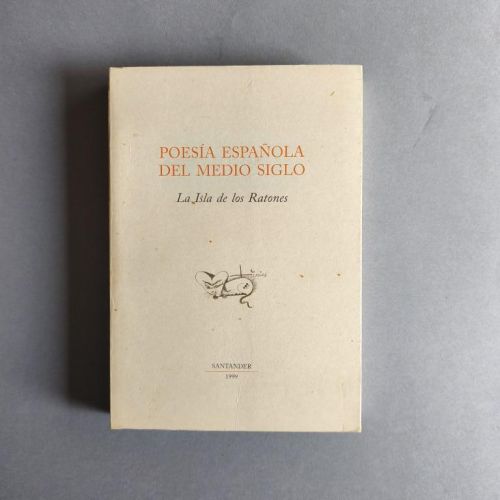 POESÍA ESPAÑOLA
DEL MEDIO SIGLO
La Isla de los Ratones
SANTANDER
1999